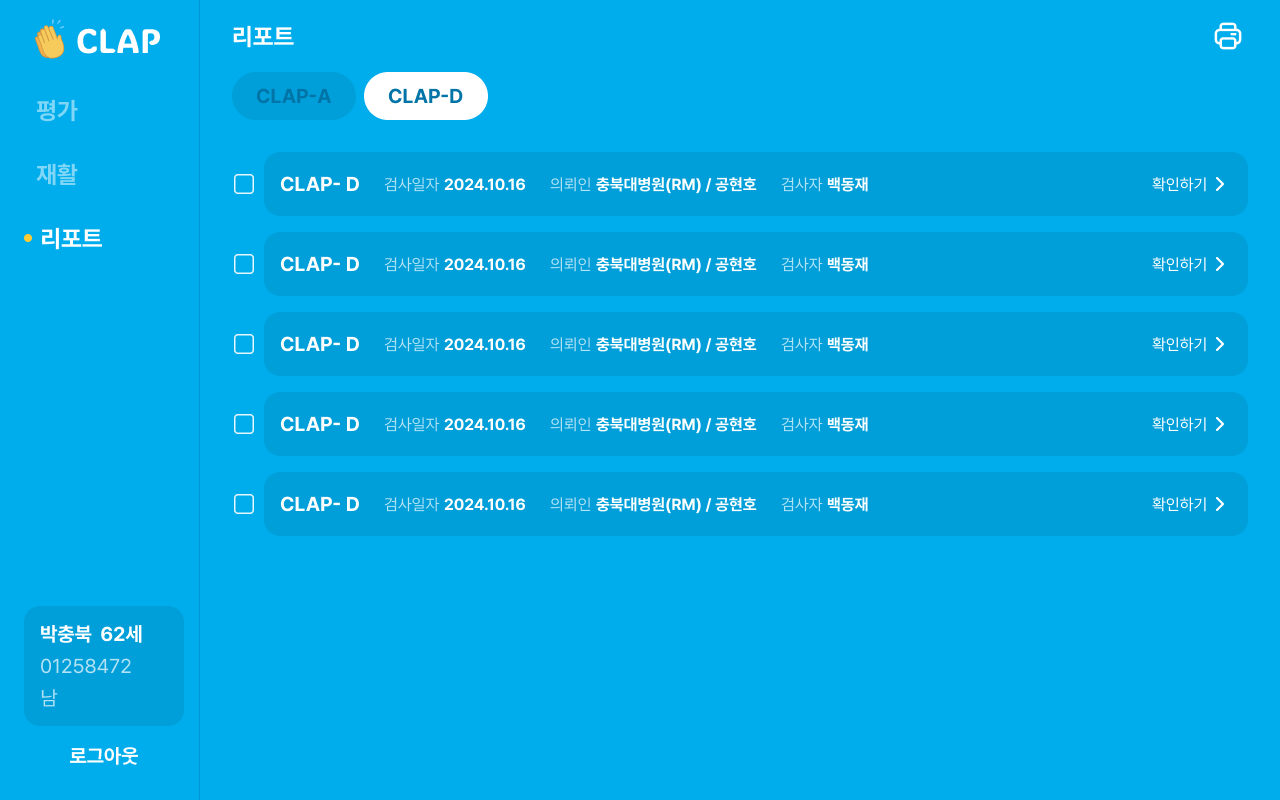 CLAP
평가
재활
리포트
박충북 62세
01258472
남
로그아웃
리포트
CLAP-A
CLAP-D
CLAP- D 검사일자 2024.10.16 의뢰인 충북대병원(RM) / 공현호 검사자 백동재 확인하기
CLAP- D 검사일자 2024.10.16 의뢰인 충북대병원(RM) / 공현호 검사자 백동재 확인하기
CLAP- D 검사일자 2024.10.16 의뢰인 충북대병원(RM) / 공현호 검사자 백동재 확인하기
CLAP- D 검사일자 2024.10.16 의뢰인 충북대병원(RM) / 공현호 검사자 백동재 확인하기
CLAP- D 검사일자 2024.10.16 의뢰인 충북대병원(RM) / 공현호 검사자 백동재 확인하기